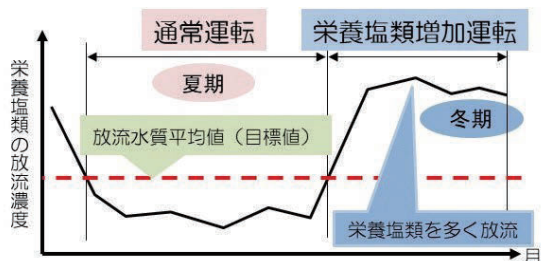 通常運転
栄養塩類増加運転
夏期
冬期
放流水質平均値（目標値）
栄養塩類を多く放流
栄養塩類の放流濃度
月